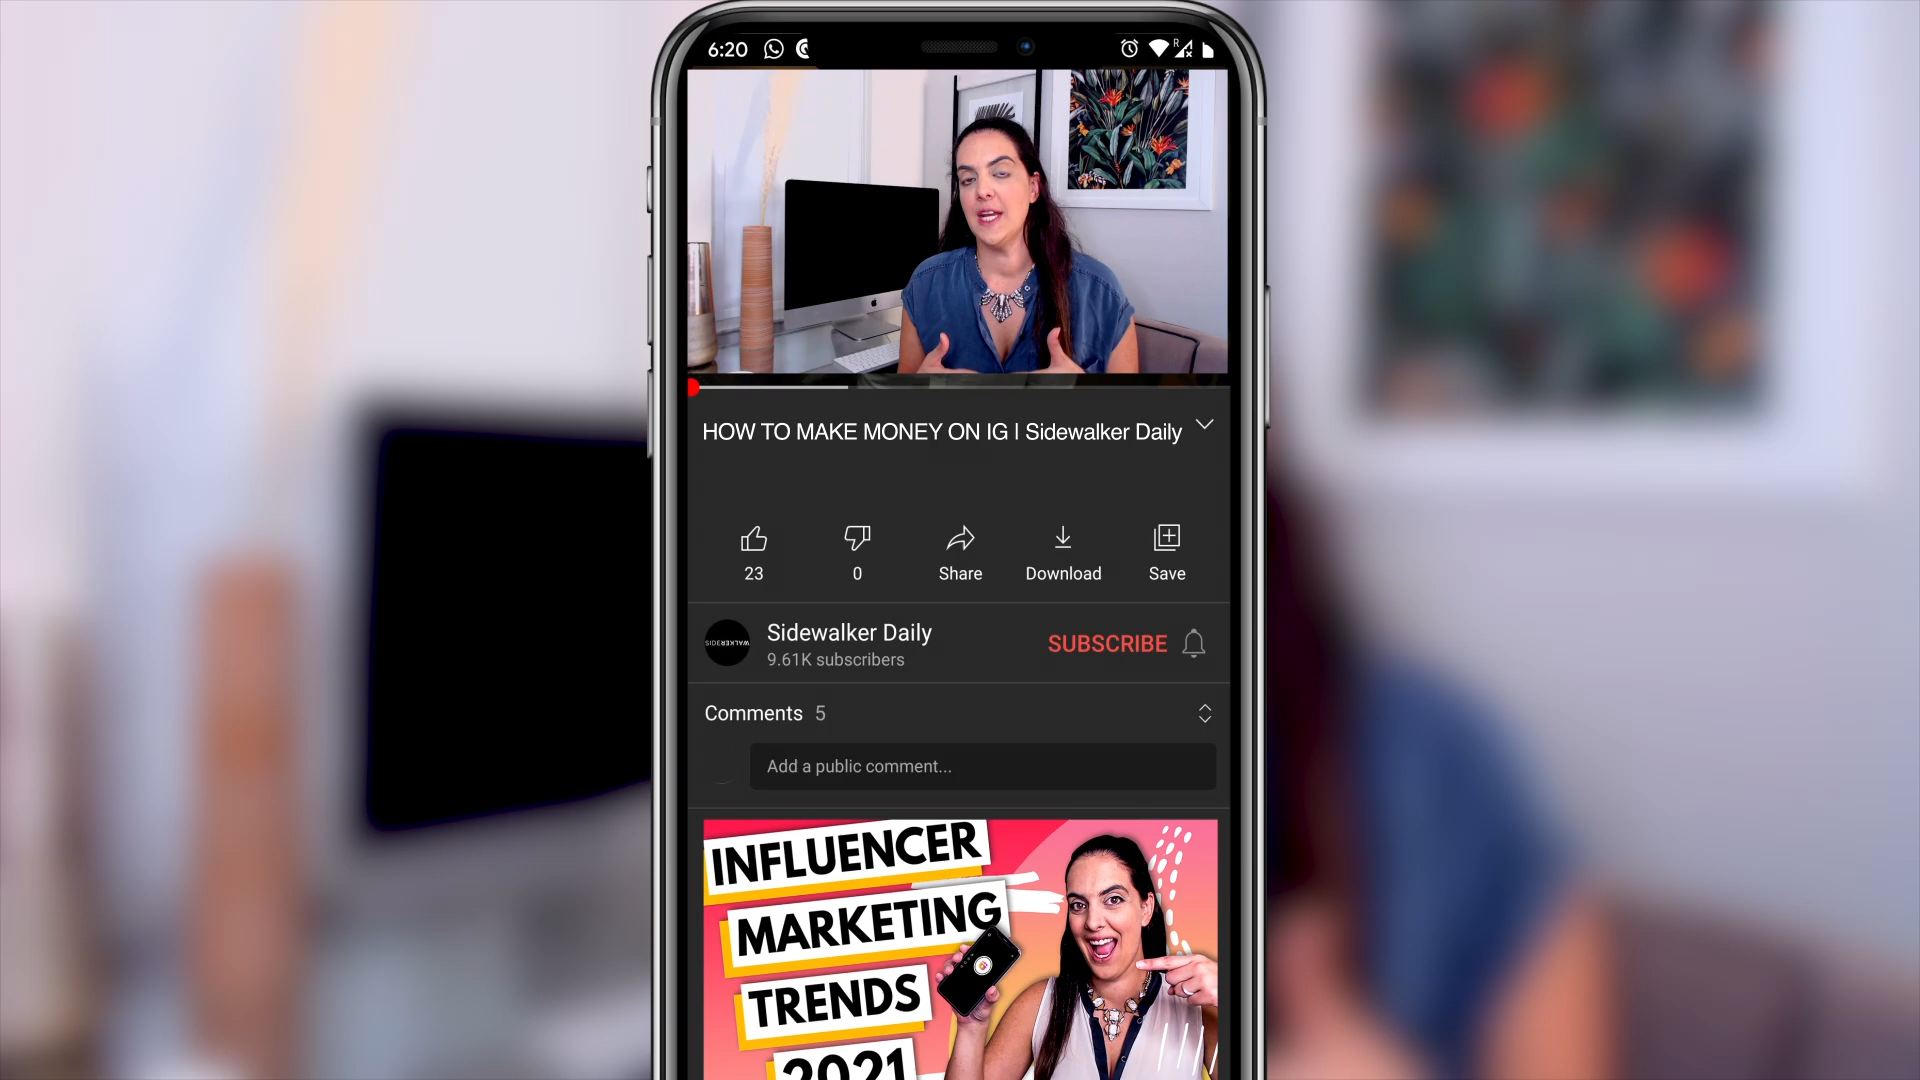 6:20
R
HOW TO MAKE MONEY ON IG | Sidewalker Daily
23
0
Share
Download
Save
SIDEWALKER
Sidewalker Daily
9.61K subscribers
SUBSCRIBE
Comments 5
Add a public comment...
INFLUENCER
MARKETING
TRENDS
2021